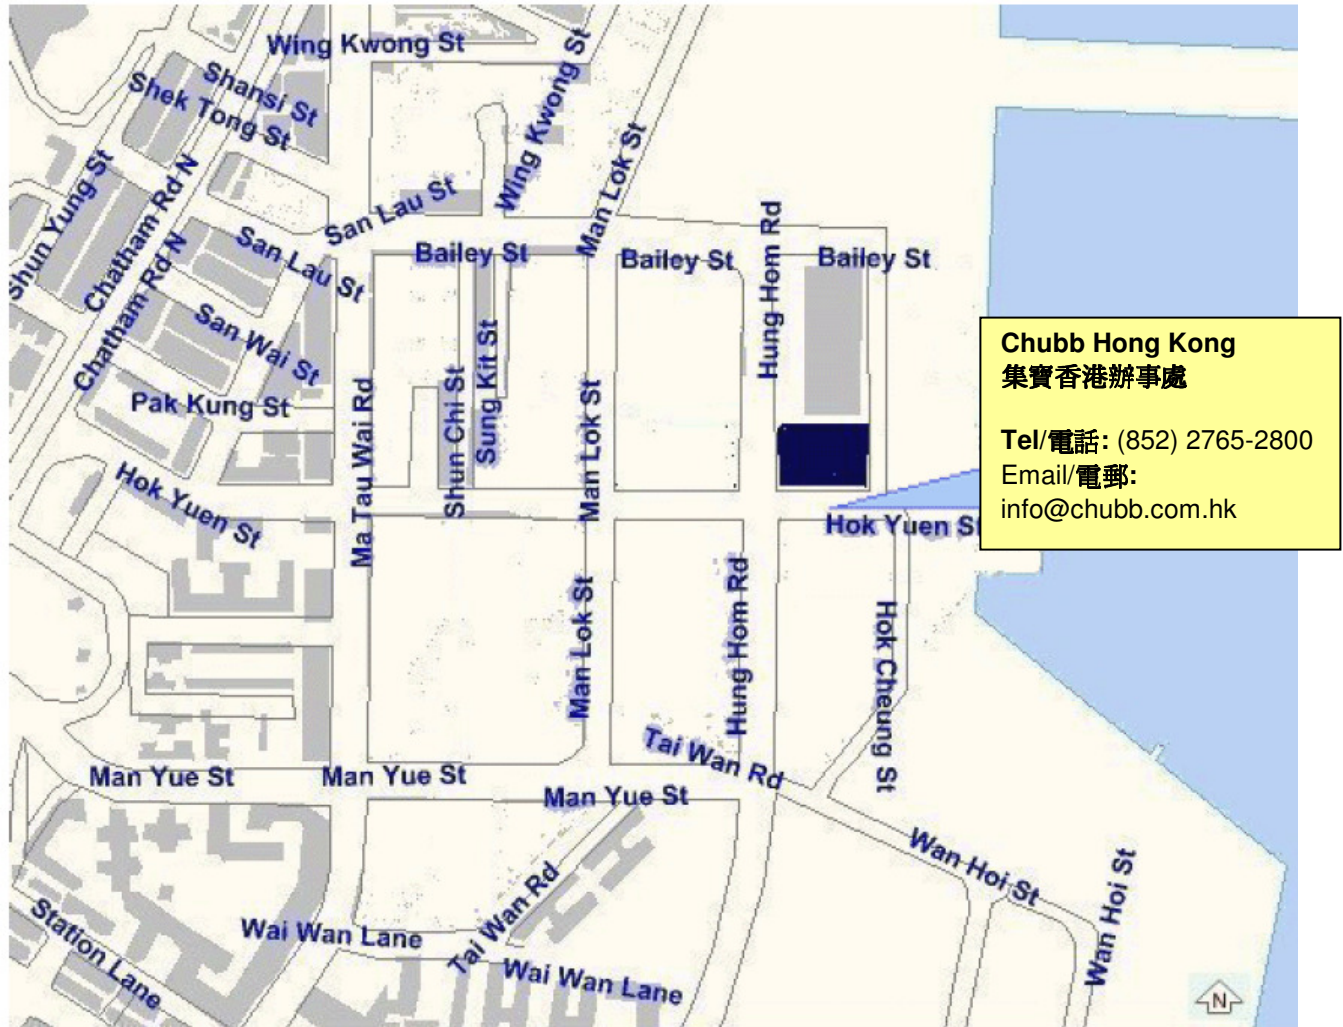 Wing Kwong St
Shansi St
Shek Tong St
Wing Kwong St
Man Lok St
Shun Yung St
Chatham Rd N
Chatham Rd N
San Lau St
San Lau St
San Wai St
Pak Kung St
Bailey St
Bailey St
Bailey St
Hung Hom Rd
Chubb Hong Kong
集寶香港辦事處
Tel/電話: (852) 2765-2800
Email/電郵:
info@chubb.com.hk
Ma Tau Wai Rd
Shun Chi St
Sung Kit St
Man Lok St
Hok Yuen St
Hok Yuen St
Man Lok St
Hung Hom Rd
Hok Cheung St
Tai Wan Rd
Man Yue St
Man Yue St
Man Yue St
Wan Hoi St
Wan Hoi St
Tai Wan Rd
Station Lane
Wai Wan Lane
Wai Wan Lane
N